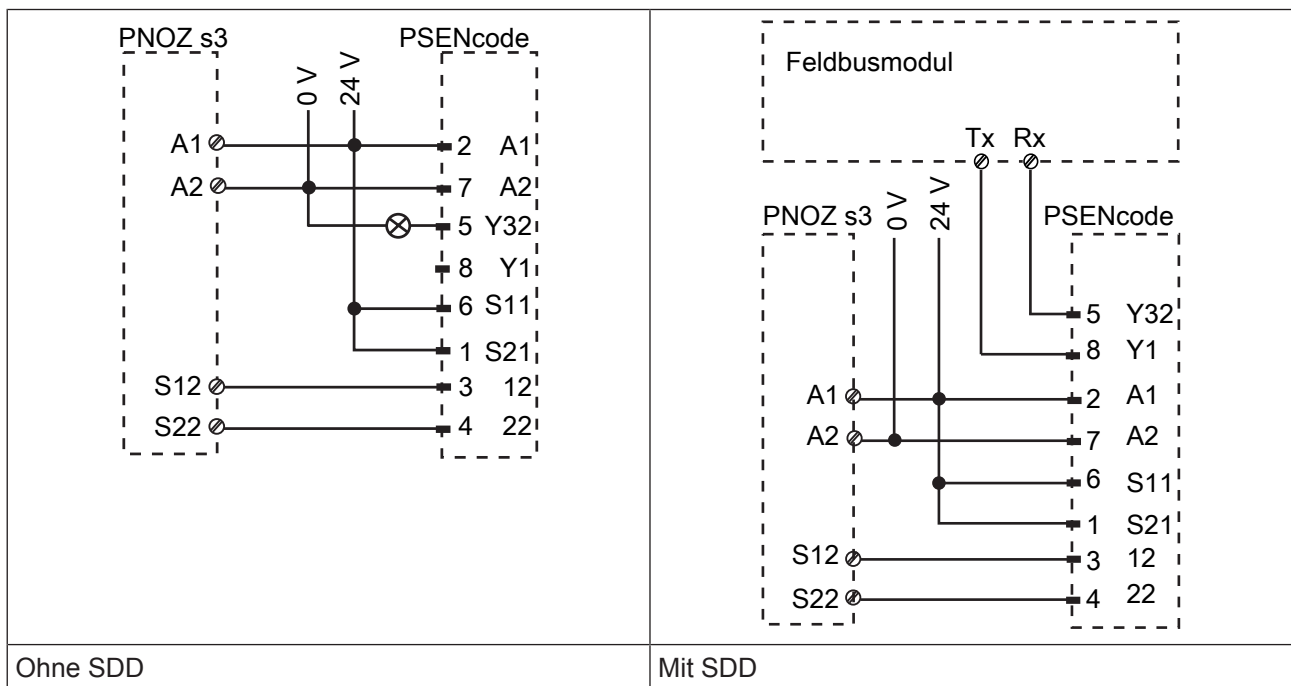 PNOZ s3
PSENcode
0 V
24 V
A1
2 A1
A2
7 A2
5 Y32
8 Y1
6 S11
1 S21
S12
3 12
S22
4 22
Ohne SDD
Feldbusmodul
Tx Rx
PNOZ s3
0 V
24 V
PSENcode
5 Y32
8 Y1
A1
2 A1
A2
7 A2
6 S11
1 S21
S12
3 12
S22
4 22
Mit SDD